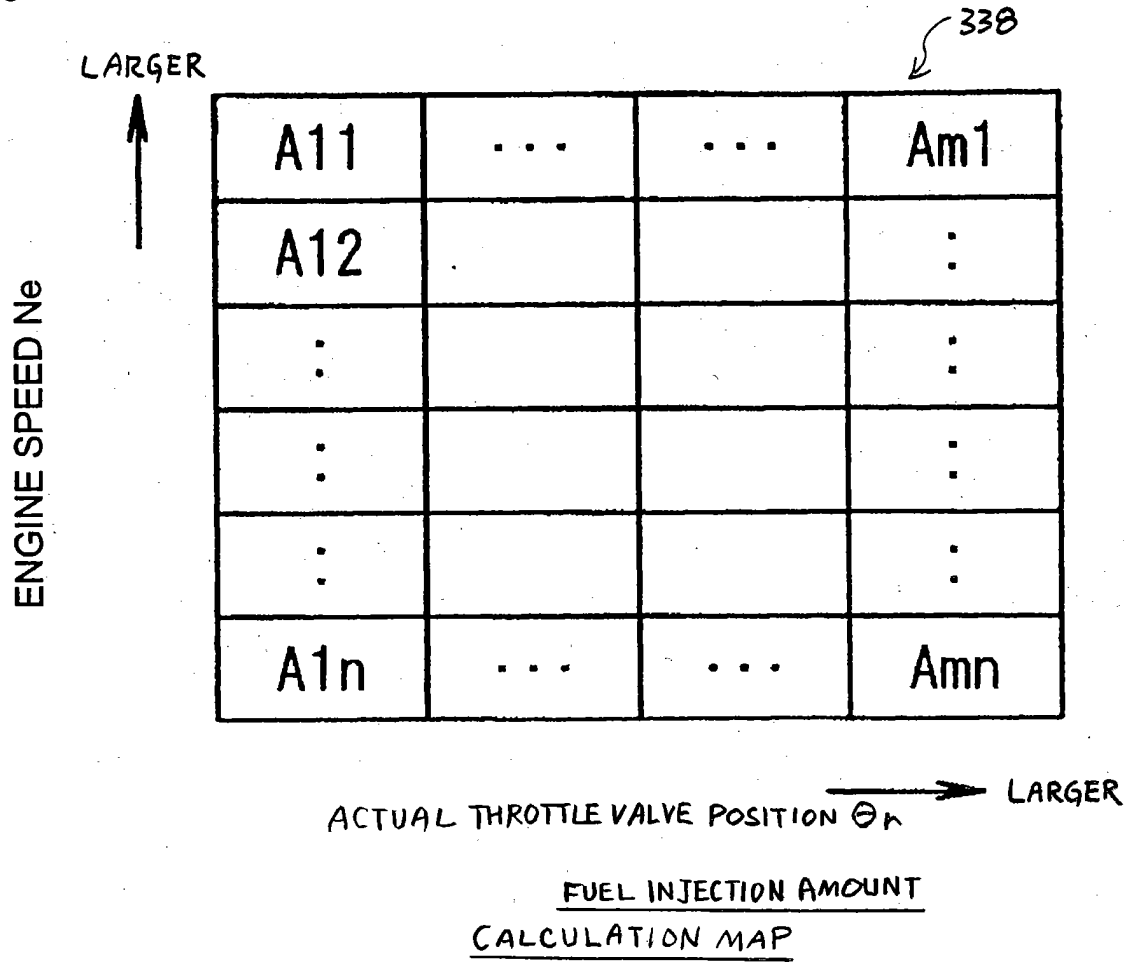 338
LARGER
A11 ... ... Am1
A12 :
: :
: :
: :
A1n ... ... Amn
ENGINE SPEED Ne
LARGER
ACTUAL THROTTLE VALVE POSITION Θn
FUEL INJECTION AMOUNT
CALCULATION MAP